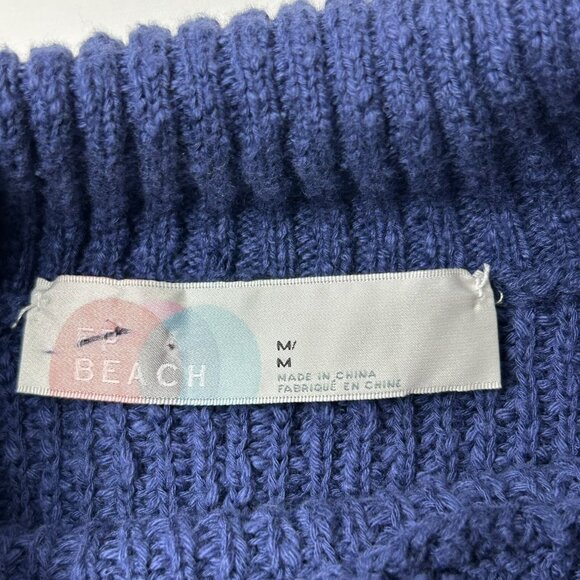 BEACH
M/
M
MADE IN CHINA
FABRIQUÉ EN CHINE